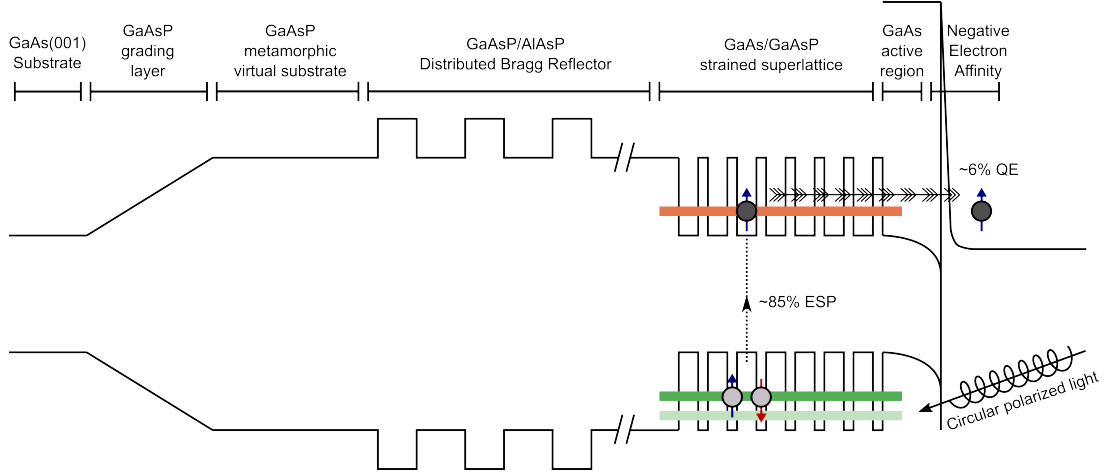 GaAs(001)
Substrate
GaAsP
grading
layer
GaAsP
metamorphic
virtual substrate
GaAsP/AlAsP
Distributed Bragg Reflector
GaAs/GaAsP
strained superlattice
GaAs
active
region
Negative
Electron
Affinity
~6% QE
~85% ESP
Circular polarized light